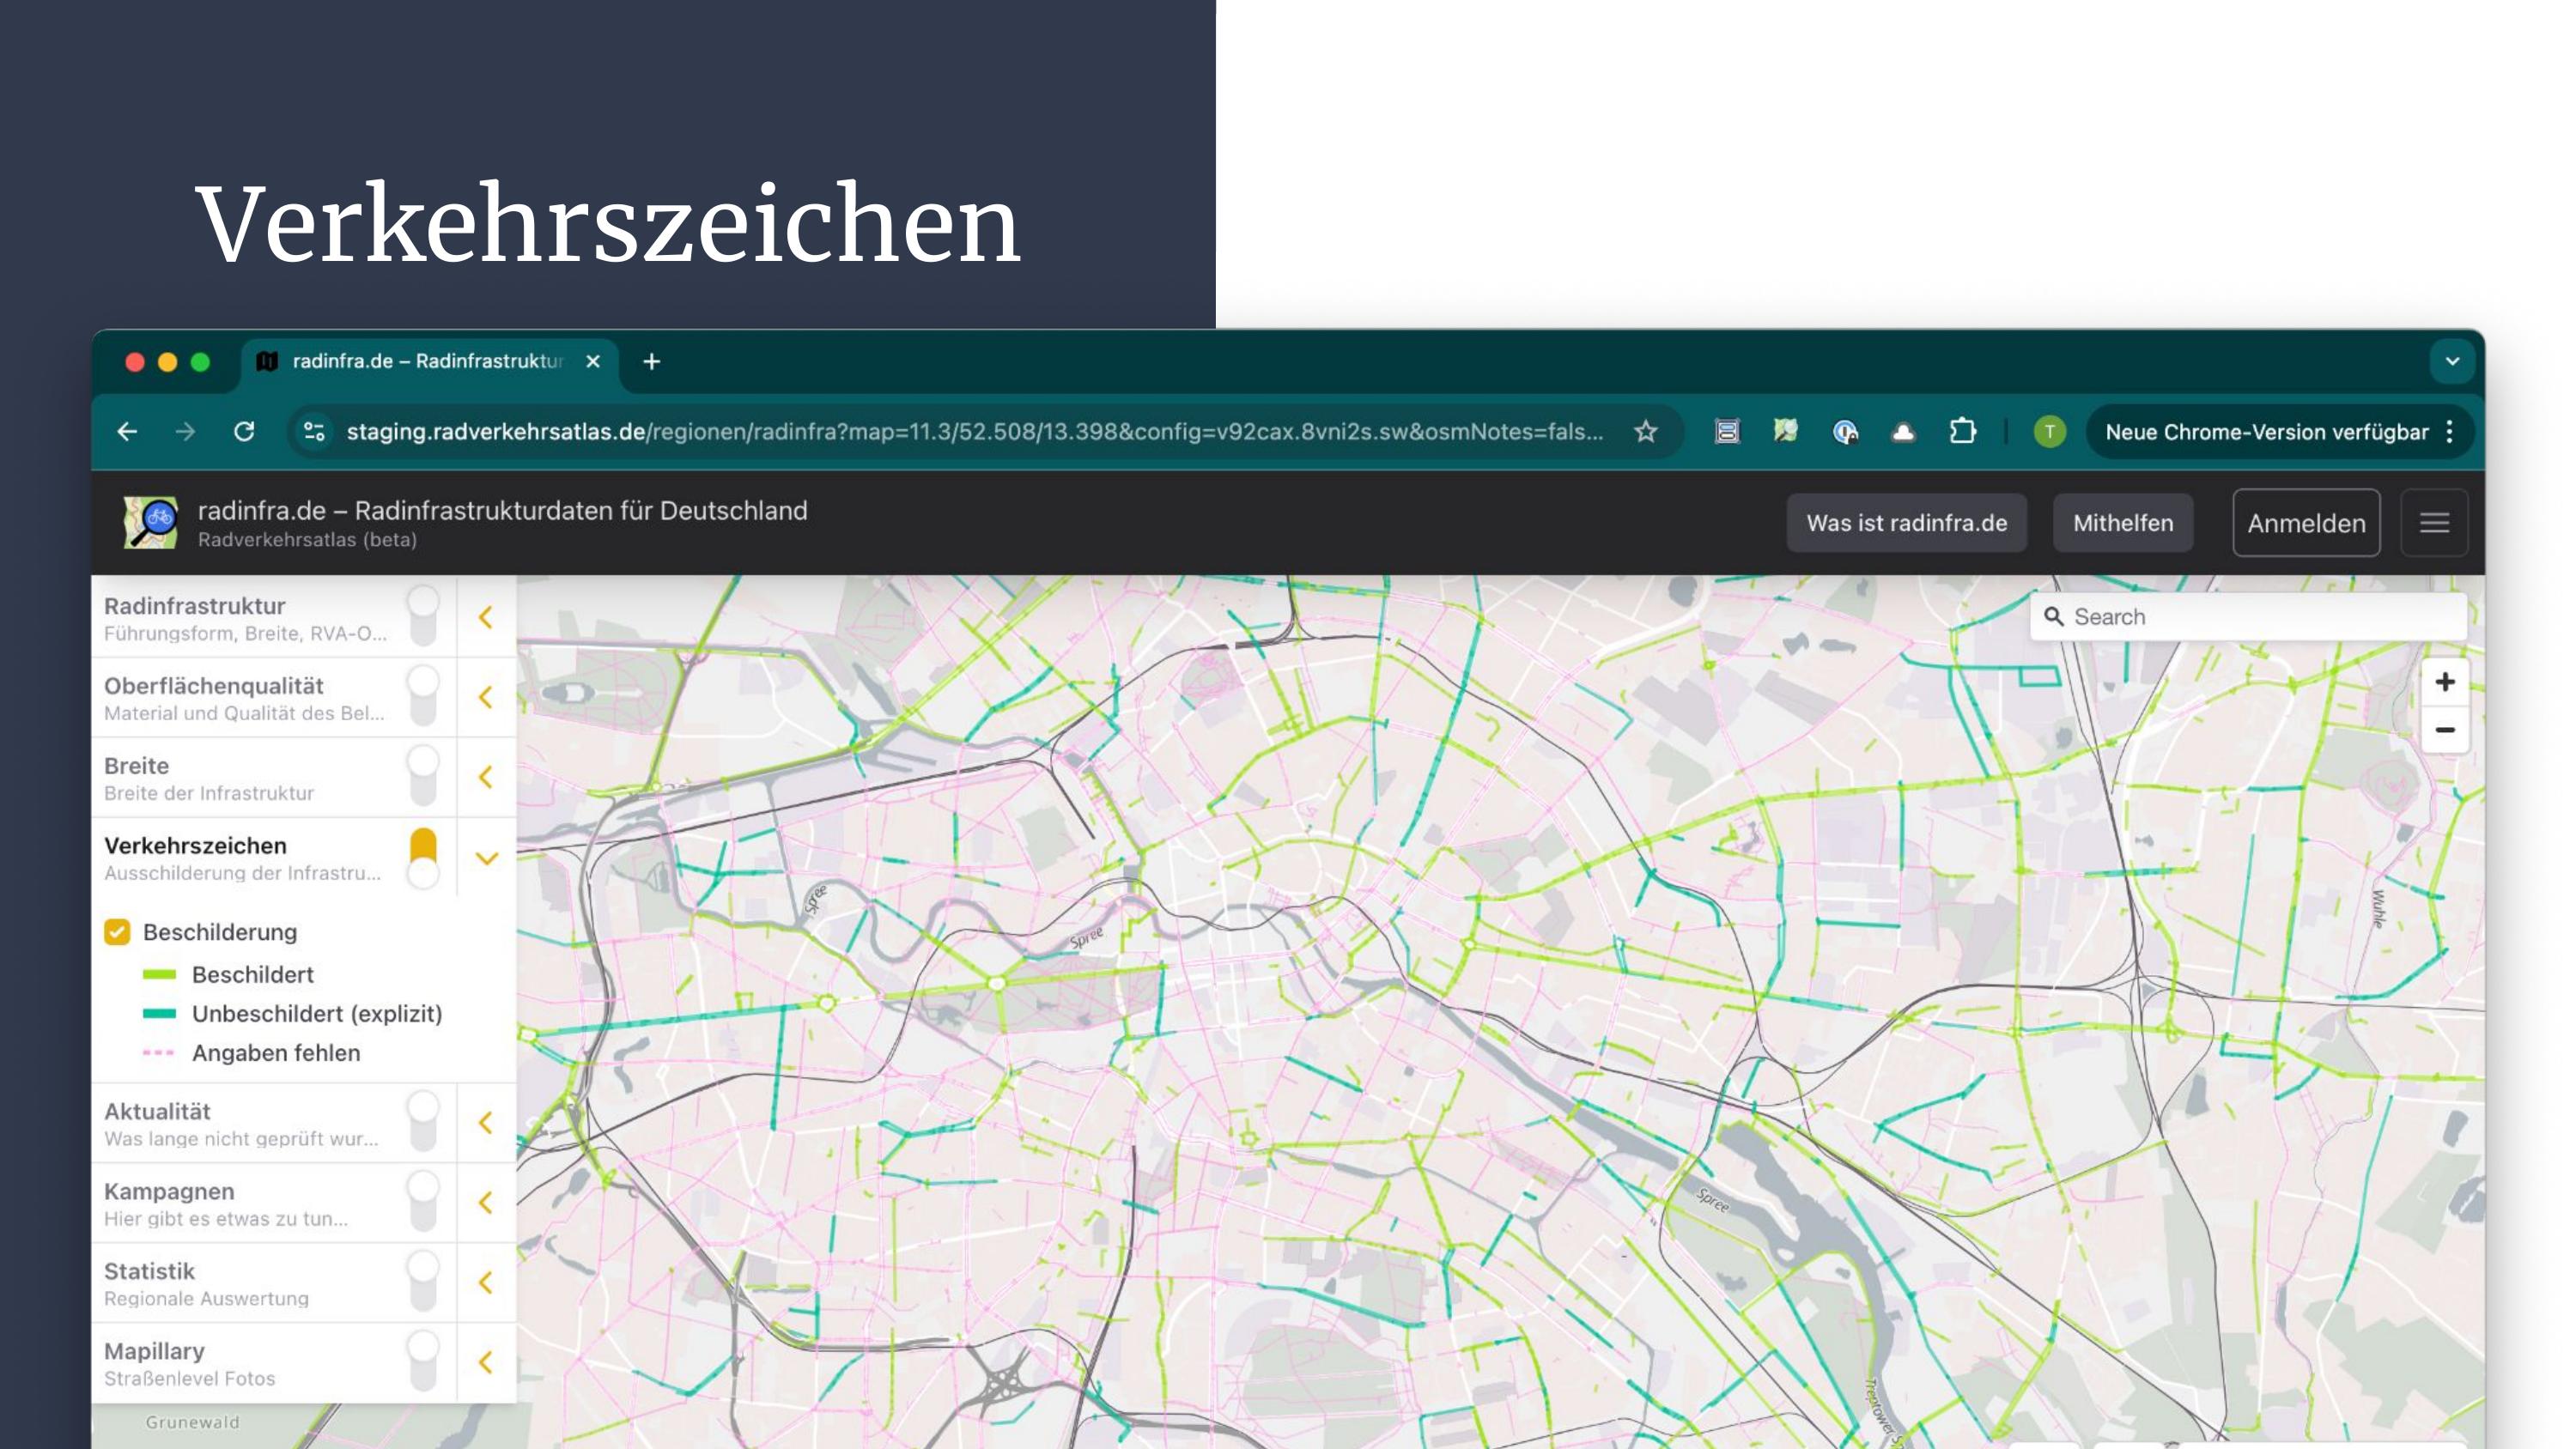 Verkehrszeichen
radinfra.de – Radinfrastruktur
staging.radverkehrsatlas.de/regionen/radinfra?map=11.3/52.508/13.398&config=v92cax.8vni2s.sw&osmNotes=fals...
T
Neue Chrome-Version verfügbar
radinfra.de – Radinfrastrukturdaten für Deutschland
Radverkehrsatlas (beta)
Was ist radinfra.de
Mithelfen
Anmelden
Radinfrastruktur
Führungsform, Breite, RVA-O...
Oberflächenqualität
Material und Qualität des Bel...
Breite
Breite der Infrastruktur
Verkehrszeichen
Ausschilderung der Infrastru...
Beschilderung
Beschildert
Unbeschildert (explizit)
Angaben fehlen
Aktualität
Was lange nicht geprüft wur...
Kampagnen
Hier gibt es etwas zu tun...
Statistik
Regionale Auswertung
Mapillary
Straßenlevel Fotos
Grunewald
Search
+
−
Spree
Spree
Wuhle
Spree
Treptower